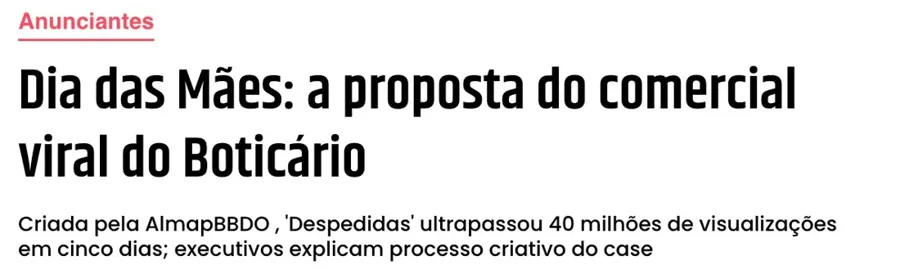 Anunciantes
Dia das Mães: a proposta do comercial
viral do Boticário
Criada pela AlmapBBDO , 'Despedidas' ultrapassou 40 milhões de visualizações
em cinco dias; executivos explicam processo criativo do case